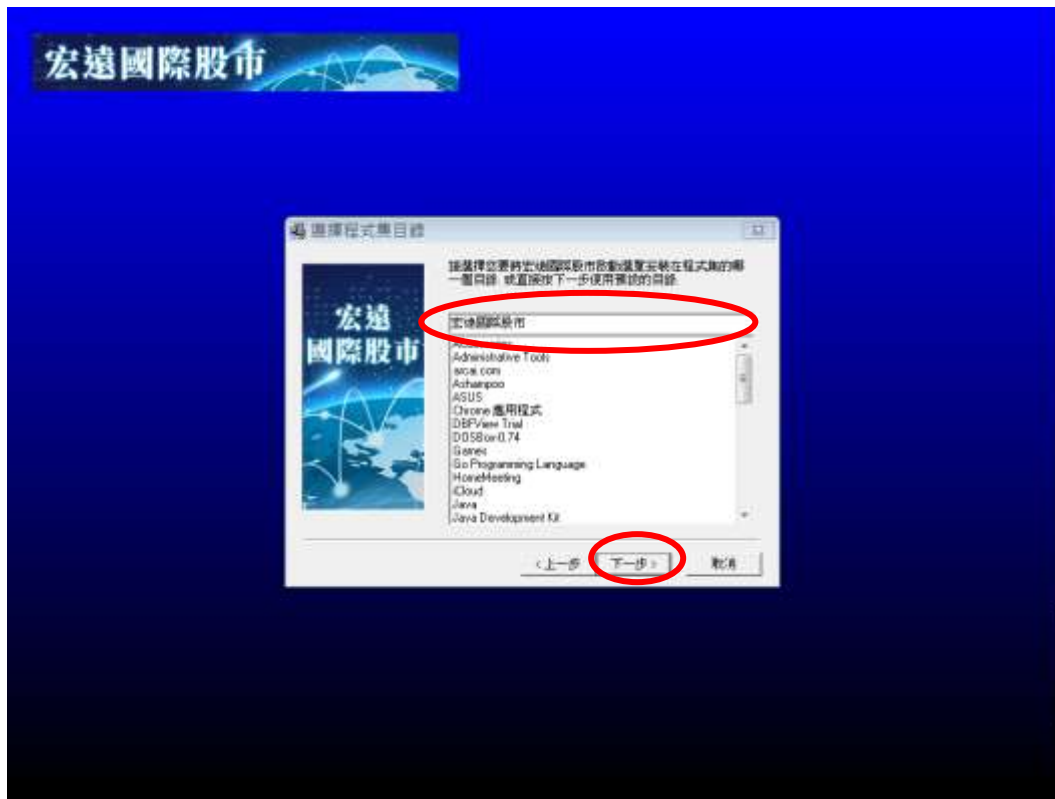 宏遠國際股市
選擇程式集目錄
請選擇您要將宏遠國際股市啟動選單安裝在程式集的哪
一個目錄, 或直接按下一步使用預設的目錄.
宏遠
國際股市
宏遠國際股市
Administrative Tools
arcai.com
Ashampoo
ASUS
Chrome 應用程式
DBFView Trial
DOSBox-0.74
Games
Go Programming Language
HomeMeeting
iCloud
Java
Java Development Kit
<上一步
下一步>
取消